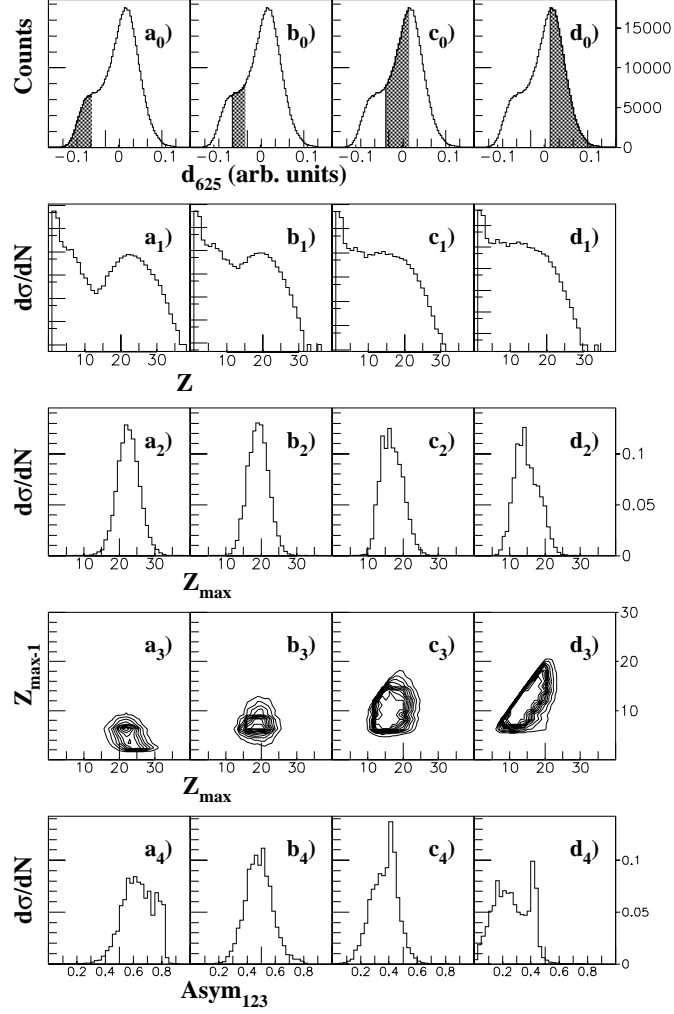 Counts
a0) b0) c0) d0)
15000
10000
5000
0
−0.1 0 0.1 −0.1 0 0.1 −0.1 0 0.1 −0.1 0 0.1
d625 (arb. units)
dσ/dN
a1) b1) c1) d1)
10 20 30 10 20 30 10 20 30 10 20 30
Z
dσ/dN
a2) b2) c2) d2)
0.1
0.05
0
10 20 30 10 20 30 10 20 30 10 20 30
Zmax
Zmax-1
a3) b3) c3) d3)
30
20
10
10 20 30 10 20 30 10 20 30 10 20 30
Zmax
dσ/dN
a4) b4) c4) d4)
0.1
0.05
0
0.2 0.4 0.6 0.8 0.2 0.4 0.6 0.8 0.2 0.4 0.6 0.8 0.2 0.4 0.6 0.8
Asym123